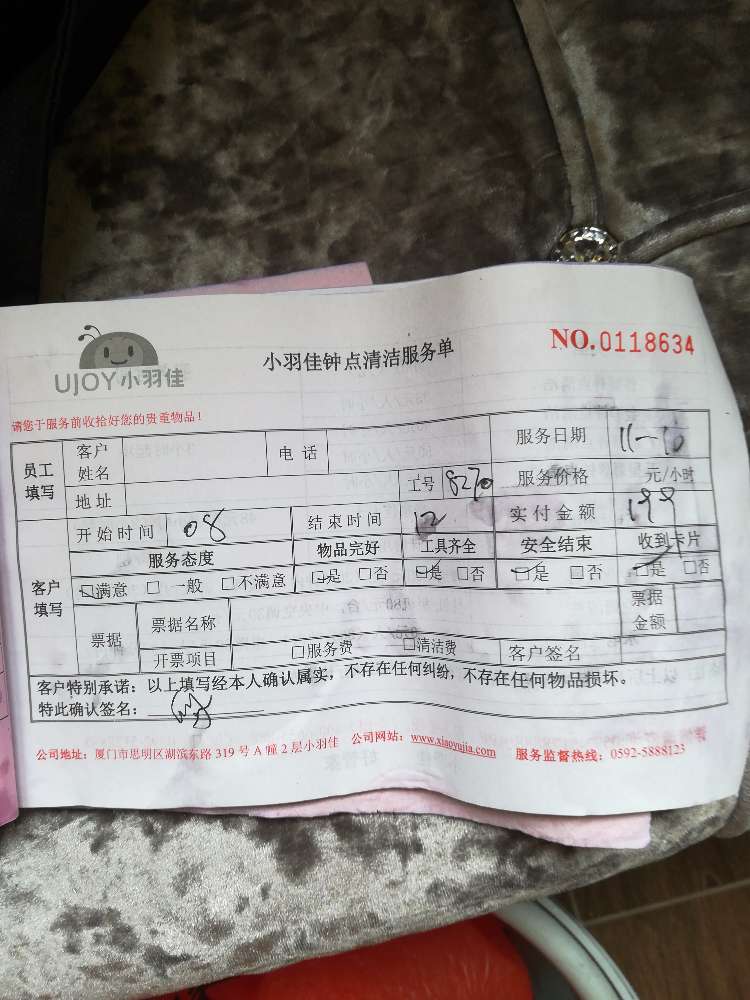 UJOY小羽佳
小羽佳钟点清洁服务单
NO.0118634
请您于服务前收拾好您的贵重物品！
员工填写 客户姓名 电话 服务日期 11-10
地址 工号 8270 服务价格 元/小时
客户填写 开始时间 08 结束时间 12 实付金额 199
服务态度 物品完好 工具齐全 安全结束 收到卡片
☑满意 □一般 □不满意 ☑是 □否 ☑是 □否 ☑是 □否 ☑是 □否
票据 票据名称 票据金额
开票项目 □服务费 □清洁费 客户签名
客户特别承诺：以上填写经本人确认属实，不存在任何纠纷，不存在任何物品损坏。
特此确认签名：
公司地址：厦门市思明区湖滨东路 319 号 A 幢 2 层小羽佳 公司网站：www.xiaoyujia.com 服务监督热线：0592-5888123